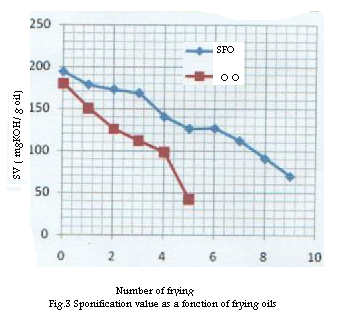 250
200
150
100
50
0
SV ( mgKOH/ g oil)
SFO
O O
0 2 4 6 8 10
Number of frying
Fig.3 Sponification value as a function of frying oils